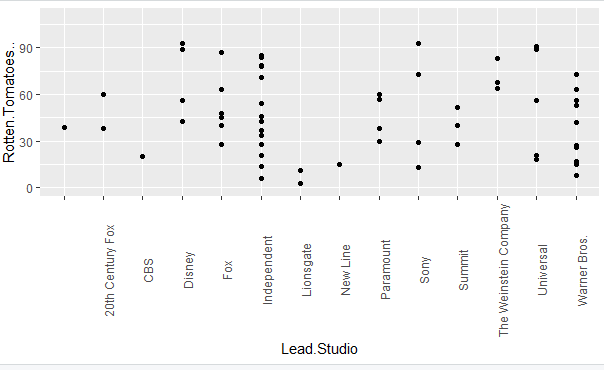 Rotten.Tomatoes..
90
60
30
0
20th Century Fox
CBS
Disney
Fox
Independent
Lionsgate
New Line
Paramount
Sony
Summit
The Weinstein Company
Universal
Warner Bros.
Lead.Studio